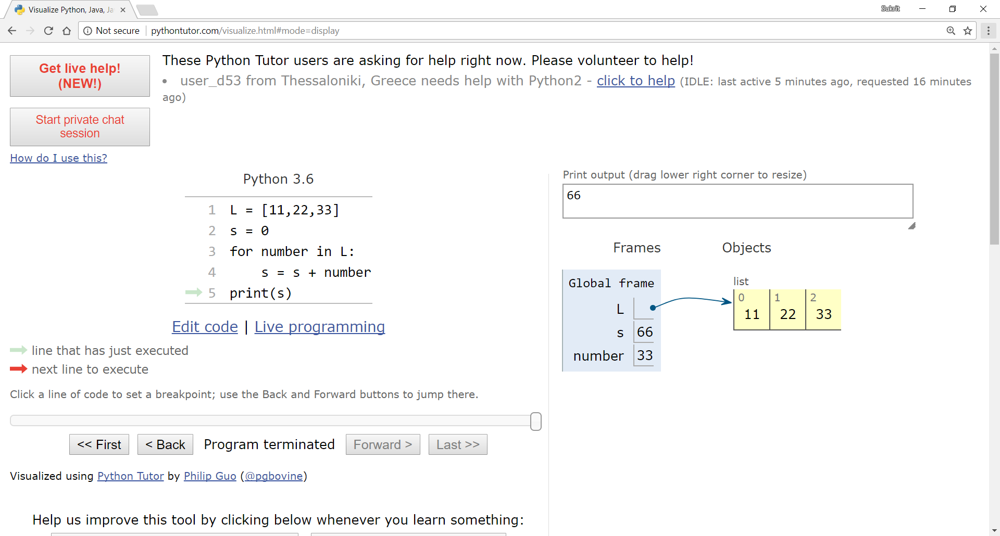 Visualize Python, Java, Ja
Sukrit
Not secure pythontutor.com/visualize.html#mode=display
Get live help!
(NEW!)
Start private chat
session
How do I use this?
These Python Tutor users are asking for help right now. Please volunteer to help!
• user_d53 from Thessaloniki, Greece needs help with Python2 - click to help (IDLE: last active 5 minutes ago, requested 16 minutes
ago)
Python 3.6
1 L = [11,22,33]
2 s = 0
3 for number in L:
4     s = s + number
5 print(s)
Edit code | Live programming
line that has just executed
next line to execute
Click a line of code to set a breakpoint; use the Back and Forward buttons to jump there.
<< First < Back Program terminated Forward > Last >>
Visualized using Python Tutor by Philip Guo (@pgbovine)
Help us improve this tool by clicking below whenever you learn something:
Print output (drag lower right corner to resize)
66
Frames Objects
Global frame
L
s 66
number 33
list
0 1 2
11 22 33